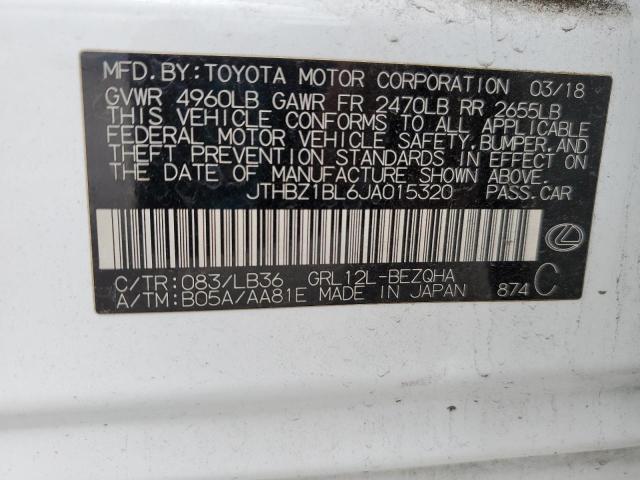 MFD.BY:TOYOTA MOTOR CORPORATION 03/18
GVWR 4960LB GAWR FR 2470LB RR 2655LB
THIS VEHICLE CONFORMS TO ALL APPLICABLE
FEDERAL MOTOR VEHICLE SAFETY,BUMPER,AND
THEFT PREVENTION STANDARDS IN EFFECT ON
THE DATE OF MANUFACTURE SHOWN ABOVE.
JTHBZ1BL6JA015320 PASS.CAR
C/TR:083/LB36 GRL12L-BEZQHA
A/TM:B05A/AA81E MADE IN JAPAN 874 C